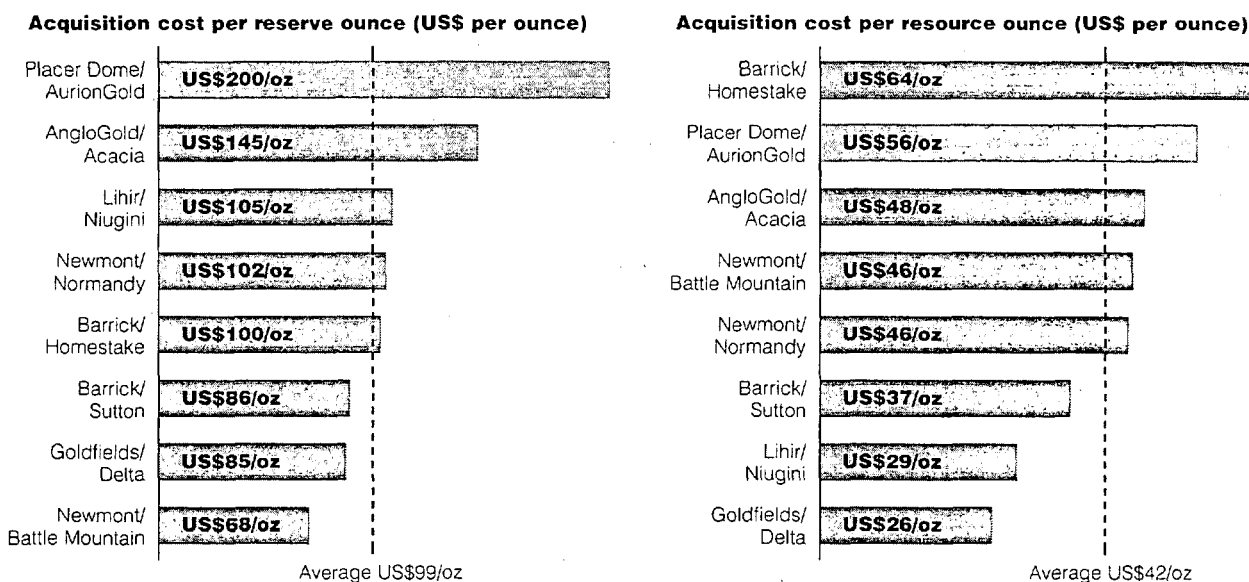 Acquisition cost per reserve ounce (US$ per ounce)
Placer Dome/
AurionGold
US$200/oz
AngloGold/
Acacia
US$145/oz
Lihir/
Niugini
US$105/oz
Newmont/
Normandy
US$102/oz
Barrick/
Homestake
US$100/oz
Barrick/
Sutton
US$86/oz
Goldfields/
Delta
US$85/oz
Newmont/
Battle Mountain
US$68/oz
Average US$99/oz
Acquisition cost per resource ounce (US$ per ounce)
Barrick/
Homestake
US$64/oz
Placer Dome/
AurionGold
US$56/oz
AngloGold/
Acacia
US$48/oz
Newmont/
Battle Mountain
US$46/oz
Newmont/
Normandy
US$46/oz
Barrick/
Sutton
US$37/oz
Lihir/
Niugini
US$29/oz
Goldfields/
Delta
US$26/oz
Average US$42/oz